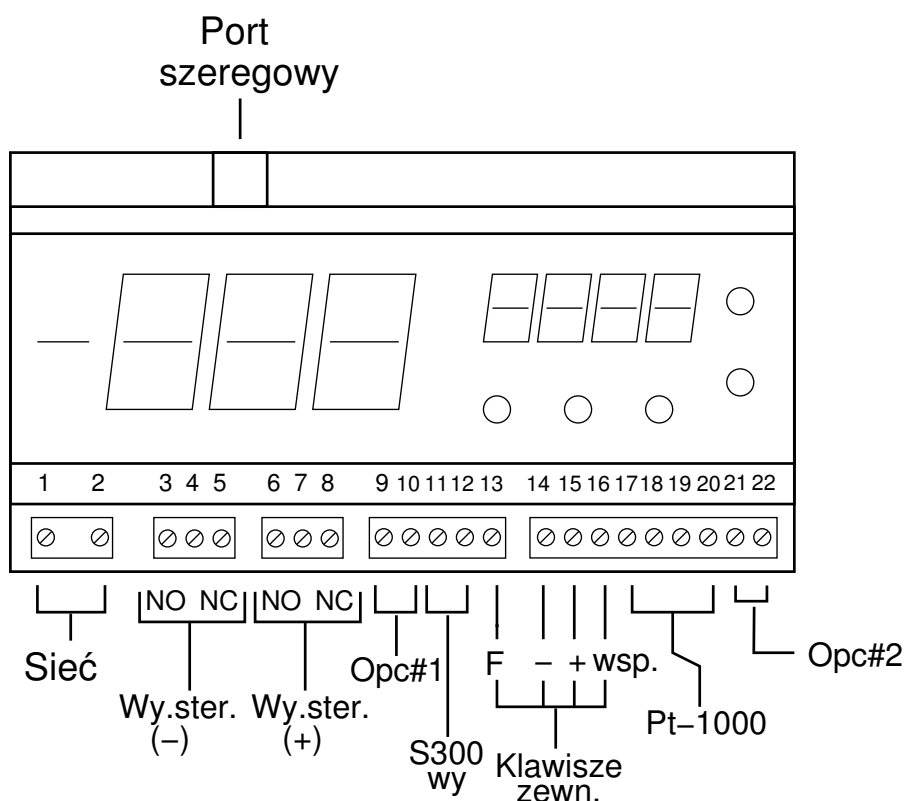 Port
szeregowy
1 2 3 4 5 6 7 8 9 10 11 12 13 14 15 16 17 18 19 20 21 22
NO NC NO NC
Sieć
Opc#1
F – + wsp.
Opc#2
Wy.ster.
(–)
Wy.ster.
(+)
Pt–1000
S300
wy
Klawisze
zewn.